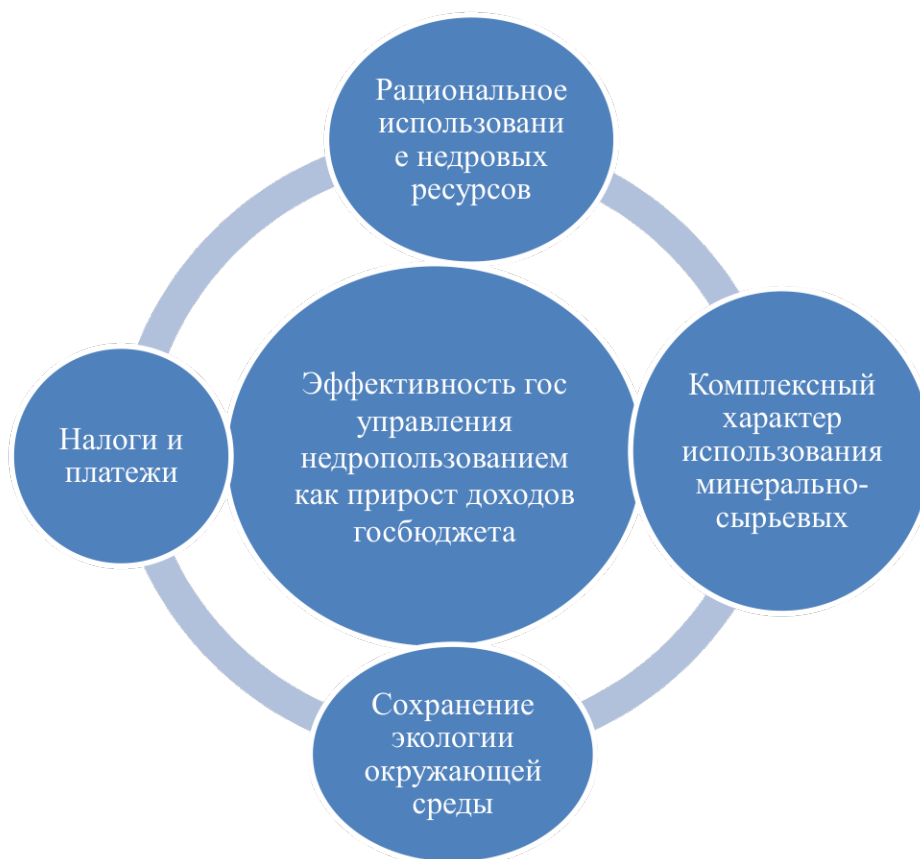 Рациональное
использовани
е недровых
ресурсов
Эффективность гос
управления
недропользованием
как прирост доходов
госбюджета
Комплексный
характер
использования
минерально-
сырьевых
Налоги и
платежи
Сохранение
экологии
окружающей
среды